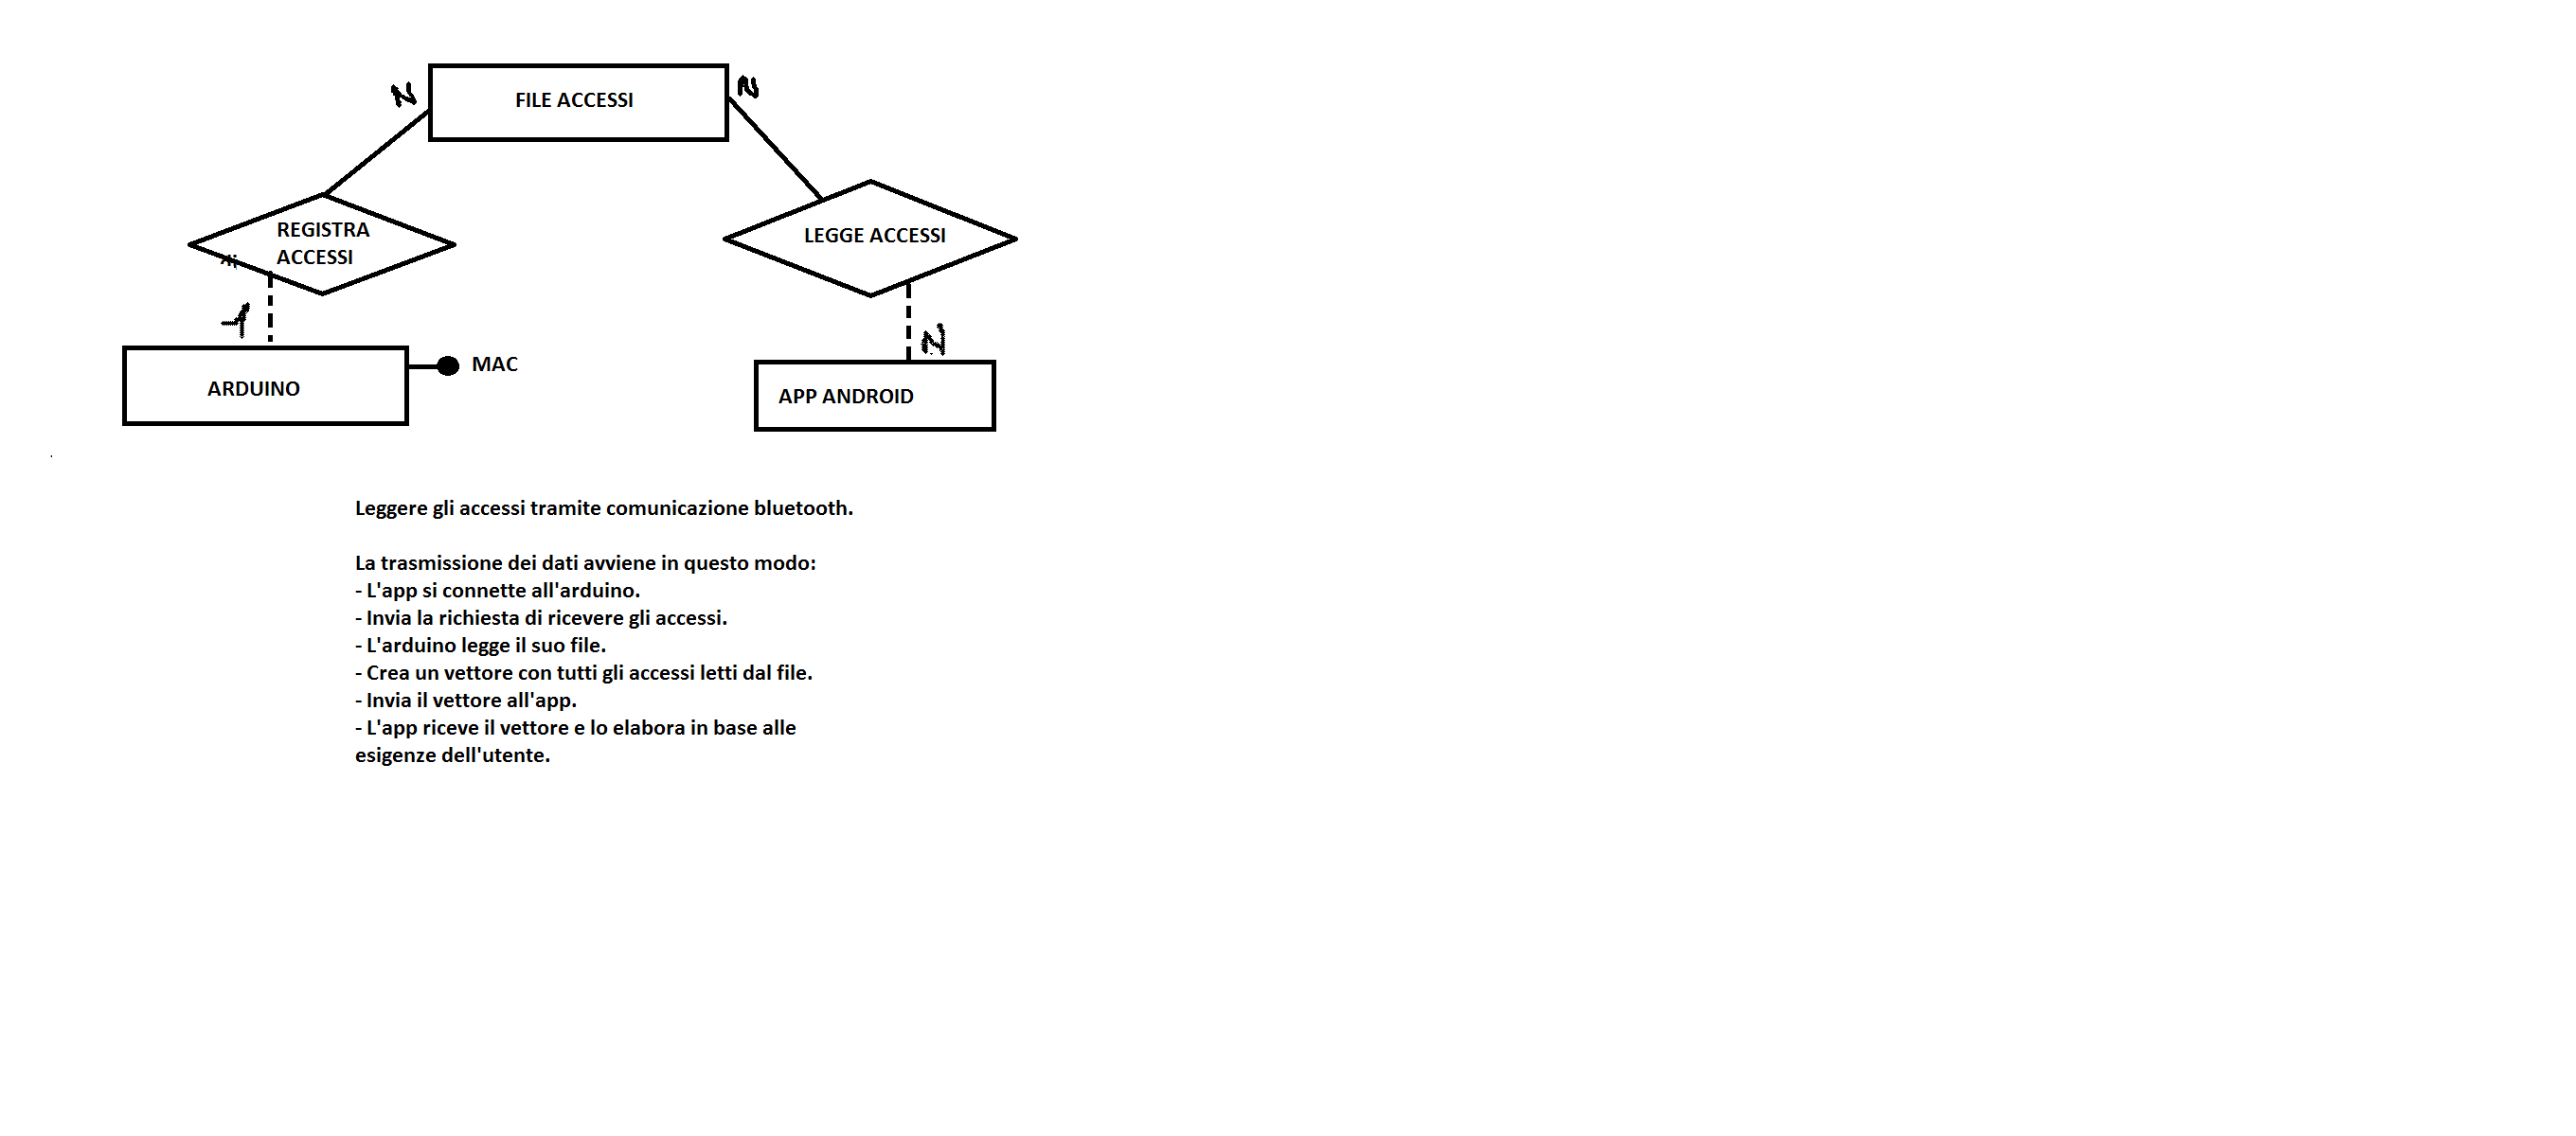 N
N
FILE ACCESSI
REGISTRA
ACCESSI
LEGGE ACCESSI
1
N
MAC
ARDUINO
APP ANDROID
Leggere gli accessi tramite comunicazione bluetooth.
La trasmissione dei dati avviene in questo modo:
- L'app si connette all'arduino.
- Invia la richiesta di ricevere gli accessi.
- L'arduino legge il suo file.
- Crea un vettore con tutti gli accessi letti dal file.
- Invia il vettore all'app.
- L'app riceve il vettore e lo elabora in base alle
esigenze dell'utente.